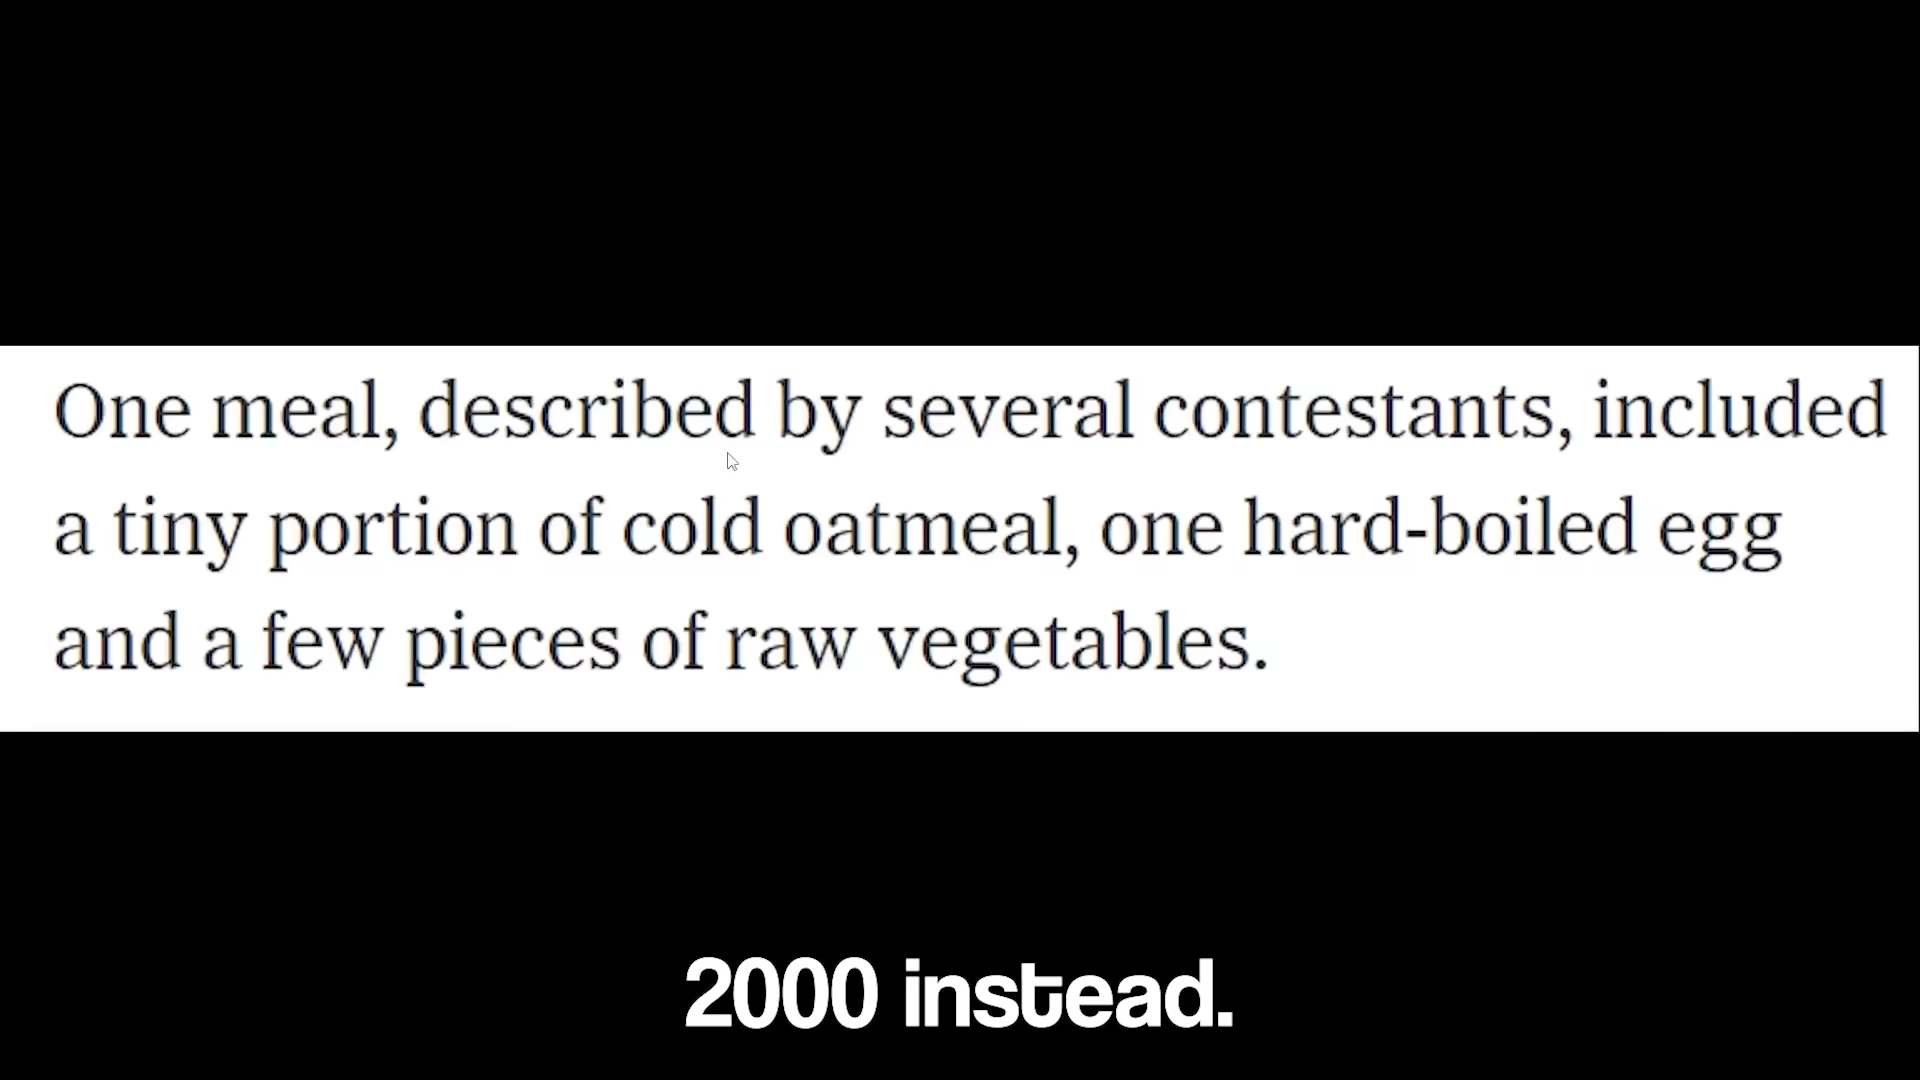 One meal, described by several contestants, included
a tiny portion of cold oatmeal, one hard-boiled egg
and a few pieces of raw vegetables.
2000 instead.